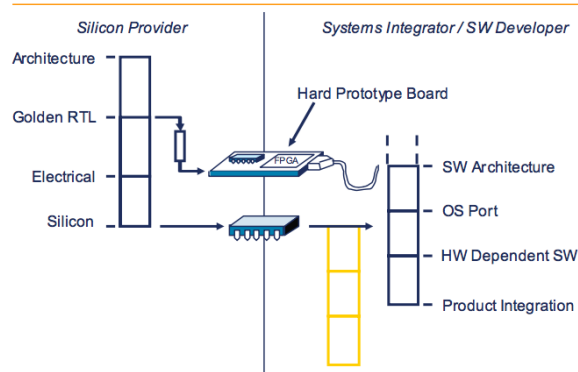 Silicon Provider
Systems Integrator / SW Developer
Architecture
Hard Prototype Board
Golden RTL
FPGA
SW Architecture
Electrical
OS Port
Silicon
HW Dependent SW
Product Integration